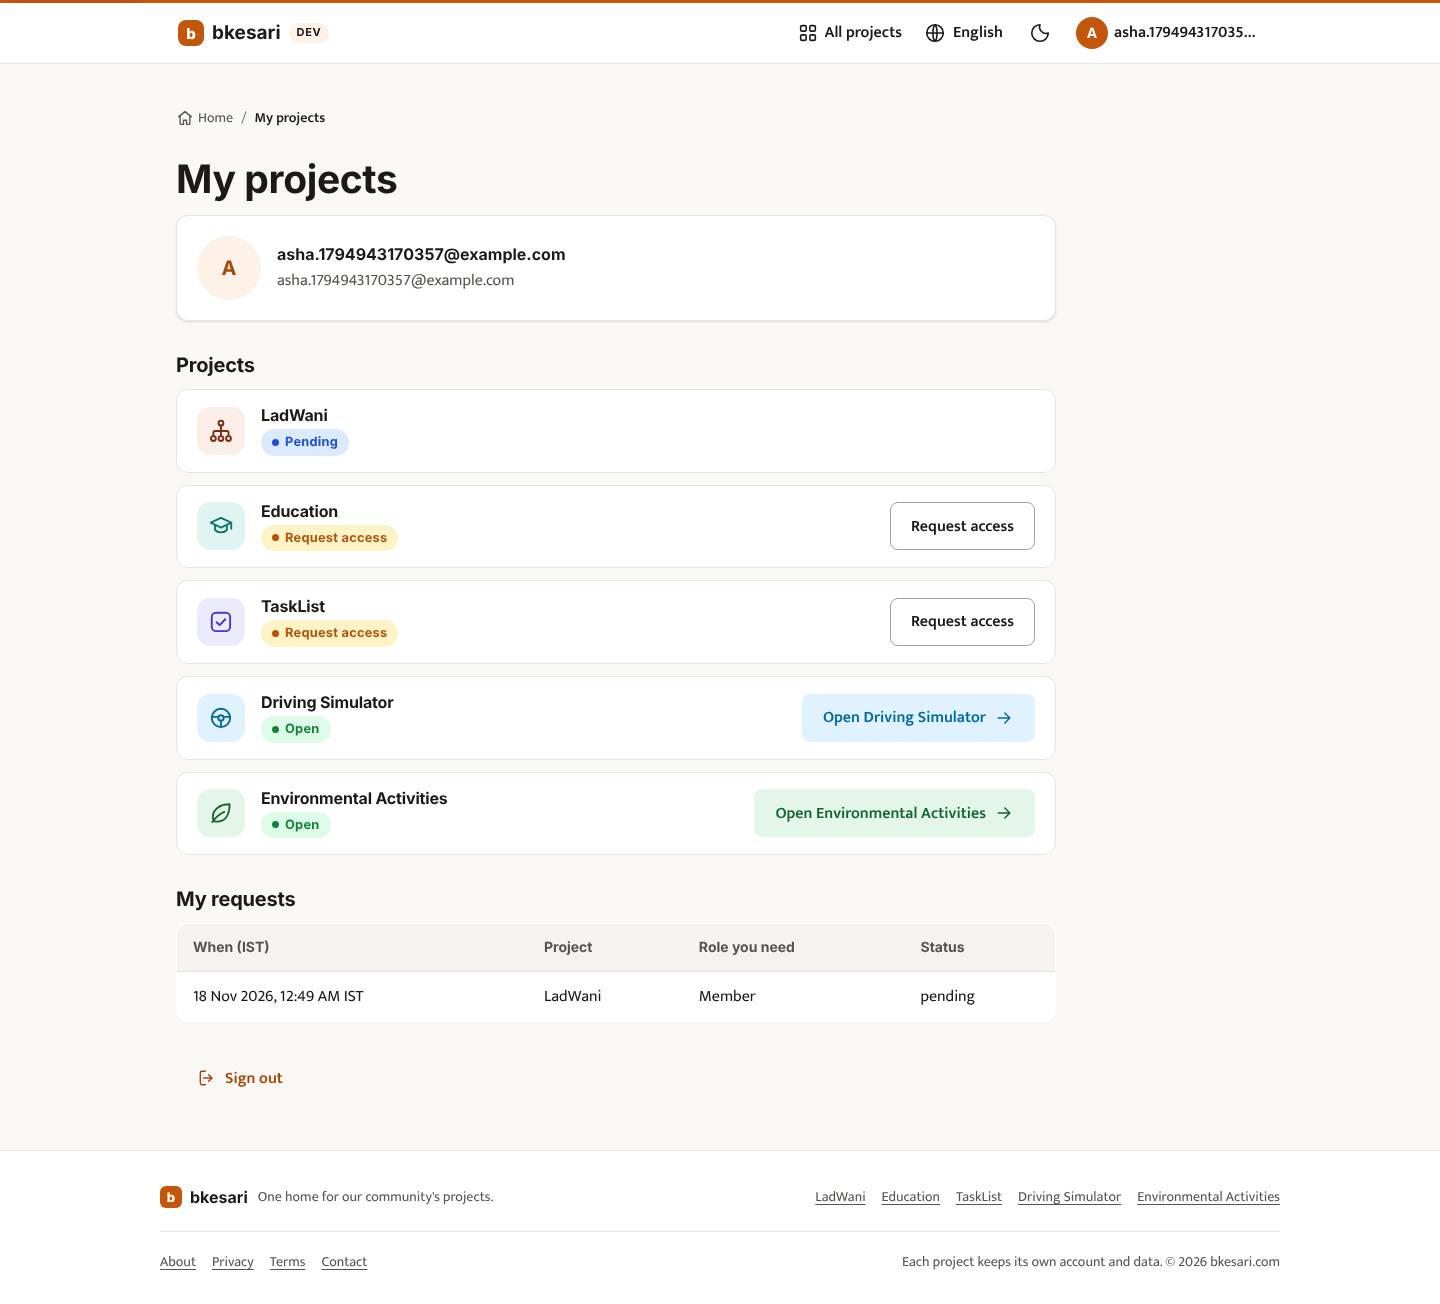 b bkesari DEV All projects English A asha.179494317035...
Home / My projects
My projects
A
asha.1794943170357@example.com
asha.1794943170357@example.com
Projects
LadWani
Pending
Education
Request access
Request access
TaskList
Request access
Request access
Driving Simulator
Open
Open Driving Simulator
Environmental Activities
Open
Open Environmental Activities
My requests
When (IST) Project Role you need Status
18 Nov 2026, 12:49 AM IST LadWani Member pending
Sign out
b bkesari One home for our community's projects. LadWani Education TaskList Driving Simulator Environmental Activities
About Privacy Terms Contact Each project keeps its own account and data. © 2026 bkesari.com